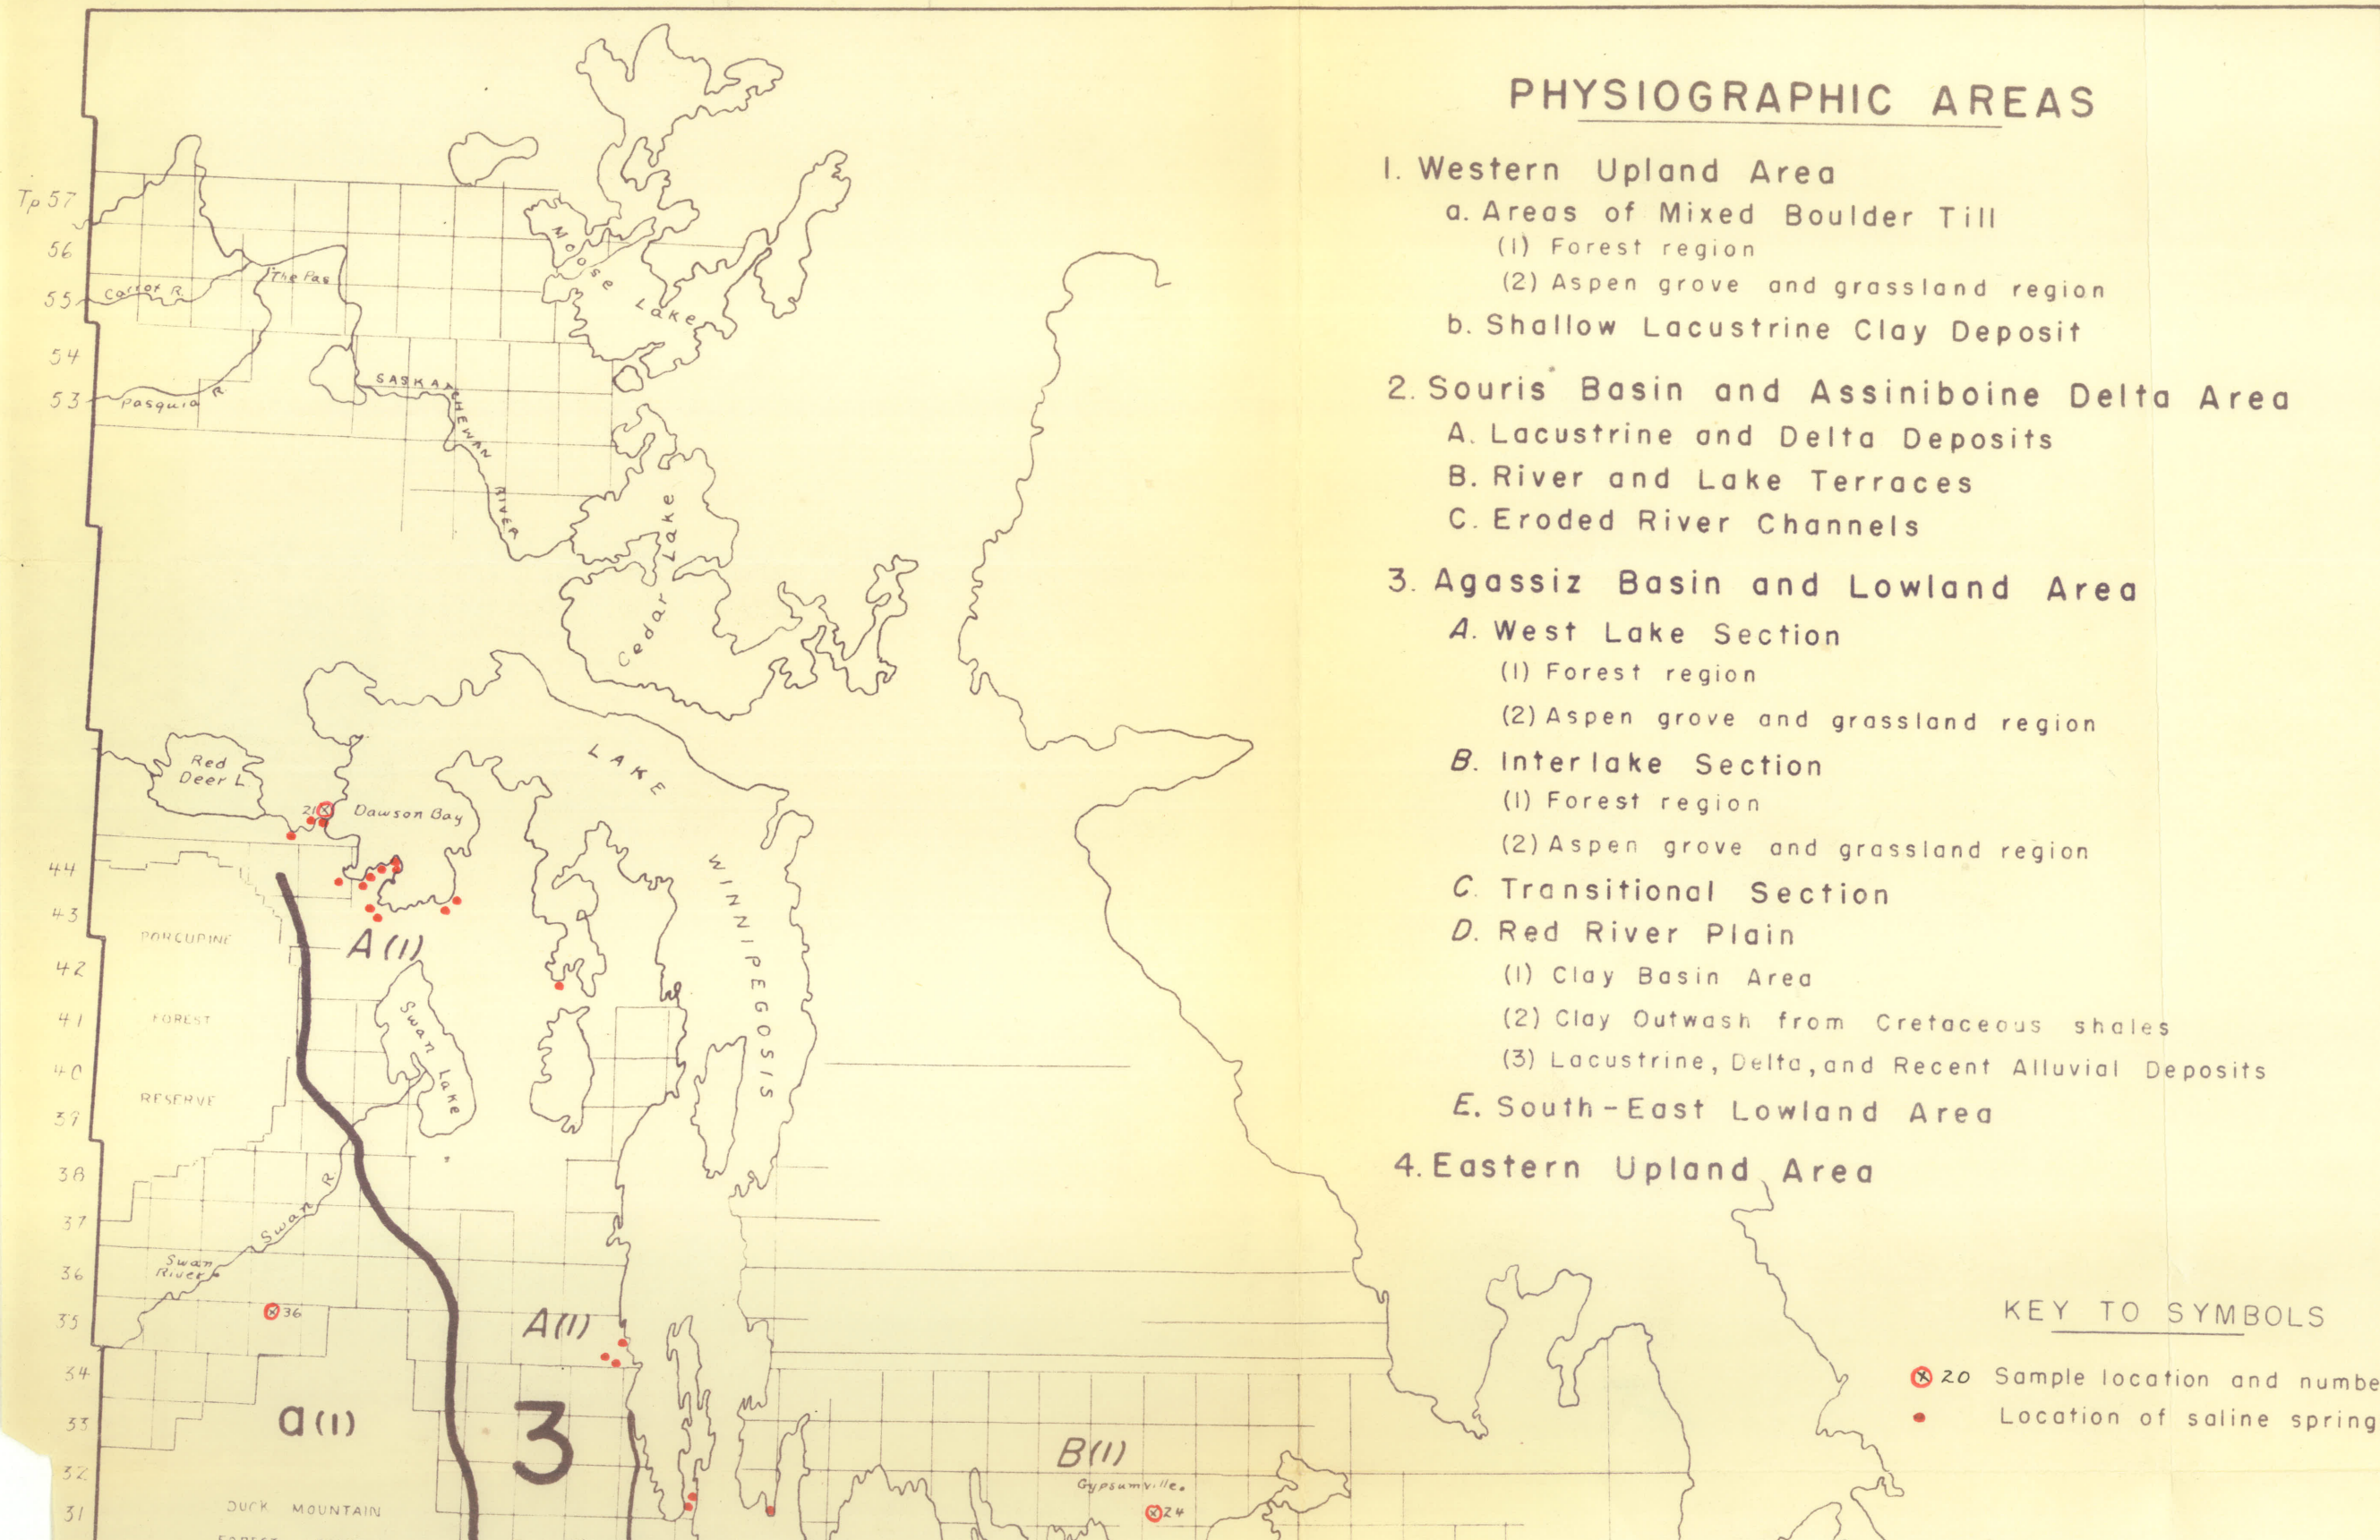 PHYSIOGRAPHIC AREAS
1. Western Upland Area
a. Areas of Mixed Boulder Till
(1) Forest region
(2) Aspen grove and grassland region
b. Shallow Lacustrine Clay Deposit
2. Souris Basin and Assiniboine Delta Area
A. Lacustrine and Delta Deposits
B. River and Lake Terraces
C. Eroded River Channels
3. Agassiz Basin and Lowland Area
A. West Lake Section
(1) Forest region
(2) Aspen grove and grassland region
B. Interlake Section
(1) Forest region
(2) Aspen grove and grassland region
C. Transitional Section
D. Red River Plain
(1) Clay Basin Area
(2) Clay Outwash from Cretaceous shales
(3) Lacustrine, Delta, and Recent Alluvial Deposits
E. South-East Lowland Area
4. Eastern Upland Area
KEY TO SYMBOLS
20 Sample location and numbe
Location of saline spring
Tp 57
56
55
54
53
44
43
42
41
40
39
38
37
36
35
34
33
32
31
Moose Lake
The Pas
Carrot R.
Pasquia R
SASKATCHEWAN RIVER
Cedar Lake
LAKE WINNIPEGOSIS
Red
Deer L.
21
Dawson Bay
PORCUPINE
FOREST
RESERVE
A(1)
Swan Lake
Swan R.
Swan
River
36
A(1)
a(1)
3
B(1)
Gypsumville
24
DUCK MOUNTAIN
FOREST